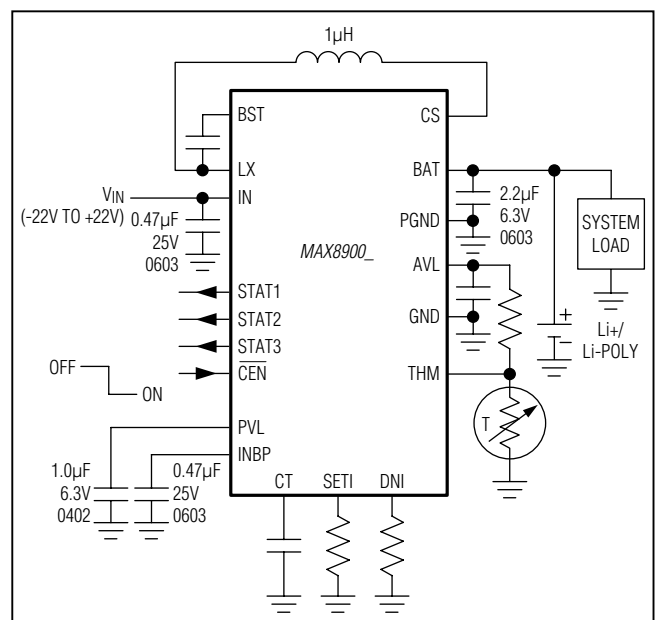 1µH
BST
CS
LX
BAT
VIN
(-22V TO +22V)
IN
0.47µF
25V
0603
2.2µF
6.3V
0603
PGND
SYSTEM
LOAD
MAX8900_
AVL
STAT1
STAT2
STAT3
GND
Li+/
Li-POLY
+
-
OFF
ON
CEN
THM
T
PVL
INBP
1.0µF
6.3V
0402
0.47µF
25V
0603
CT
SETI
DNI